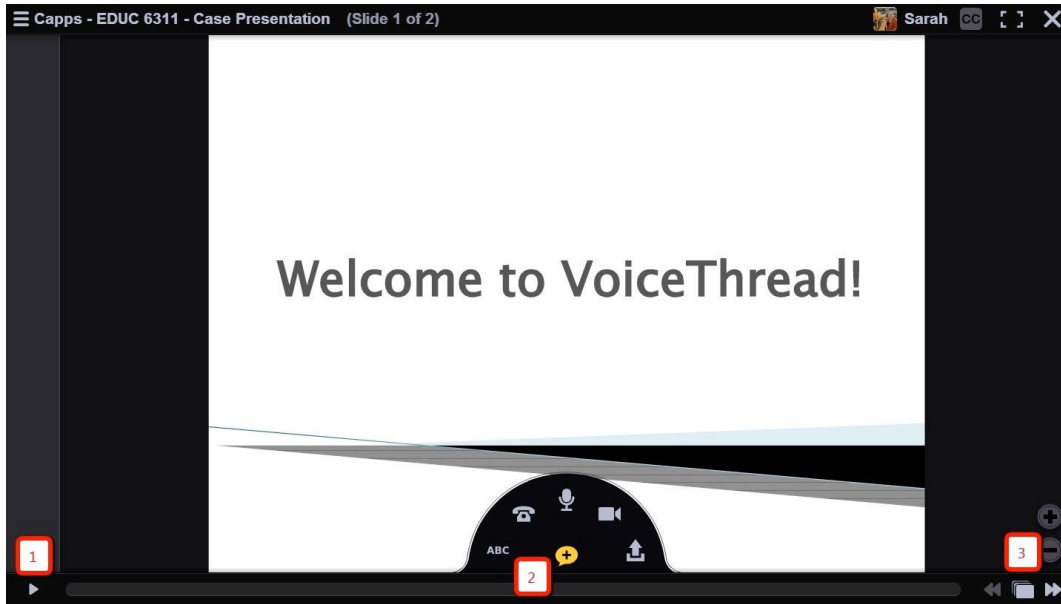 Capps - EDUC 6311 - Case Presentation (Slide 1 of 2)
Sarah CC
Welcome to VoiceThread!
ABC
1
2
3